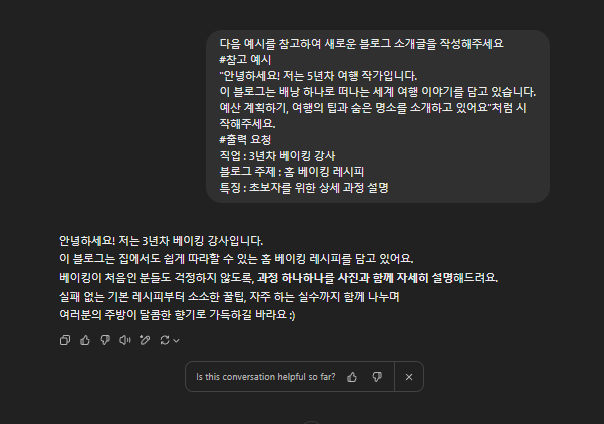 다음 예시를 참고하여 새로운 블로그 소개글을 작성해주세요
#참고 예시
"안녕하세요! 저는 5년차 여행 작가입니다.
이 블로그는 배낭 하나로 떠나는 세계 여행 이야기를 담고 있습니다.
예산 계획하기, 여행의 팁과 숨은 명소를 소개하고 있어요"처럼 시
작해주세요.
#출력 요청
직업 : 3년차 베이킹 강사
블로그 주제 : 홈 베이킹 레시피
특징 : 초보자를 위한 상세 과정 설명
안녕하세요! 저는 3년차 베이킹 강사입니다.
이 블로그는 집에서도 쉽게 따라할 수 있는 홈 베이킹 레시피를 담고 있어요.
베이킹이 처음인 분들도 걱정하지 않도록, 과정 하나하나를 사진과 함께 자세히 설명해드려요.
실패 없는 기본 레시피부터 소소한 꿀팁, 자주 하는 실수까지 함께 나누며
여러분의 주방이 달콤한 향기로 가득하길 바라요 :)
Is this conversation helpful so far?